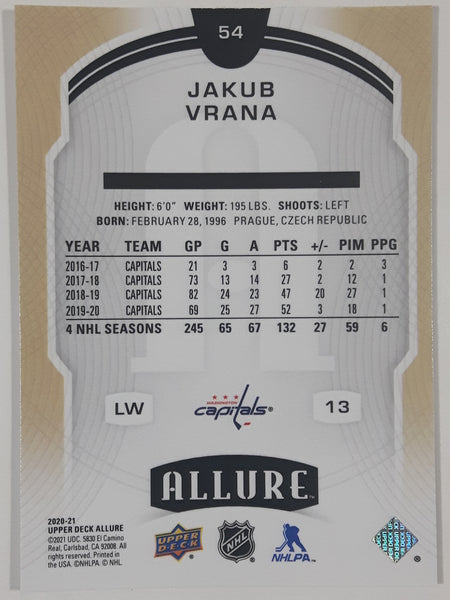 54
JAKUB
VRANA
HEIGHT: 6'0" WEIGHT: 195 LBS. SHOOTS: LEFT
BORN: FEBRUARY 28, 1996 PRAGUE, CZECH REPUBLIC
YEAR TEAM GP G A PTS +/- PIM PPG
2016-17 CAPITALS 21 3 3 6 2 2 3
2017-18 CAPITALS 73 13 14 27 2 12 1
2018-19 CAPITALS 82 24 23 47 20 27 1
2019-20 CAPITALS 69 25 27 52 3 18 1
4 NHL SEASONS 245 65 67 132 27 59 6
LW
WASHINGTON
capitals®
13
ALLURE™
2020-21
UPPER DECK ALLURE
©2021 UDC. 5830 El Camino
Real, Carlsbad, CA 92008. All
rights reserved. Printed in
the USA. ©NHLPA. © NHL.
UPPER DECK
NHL
NHLPA™
®